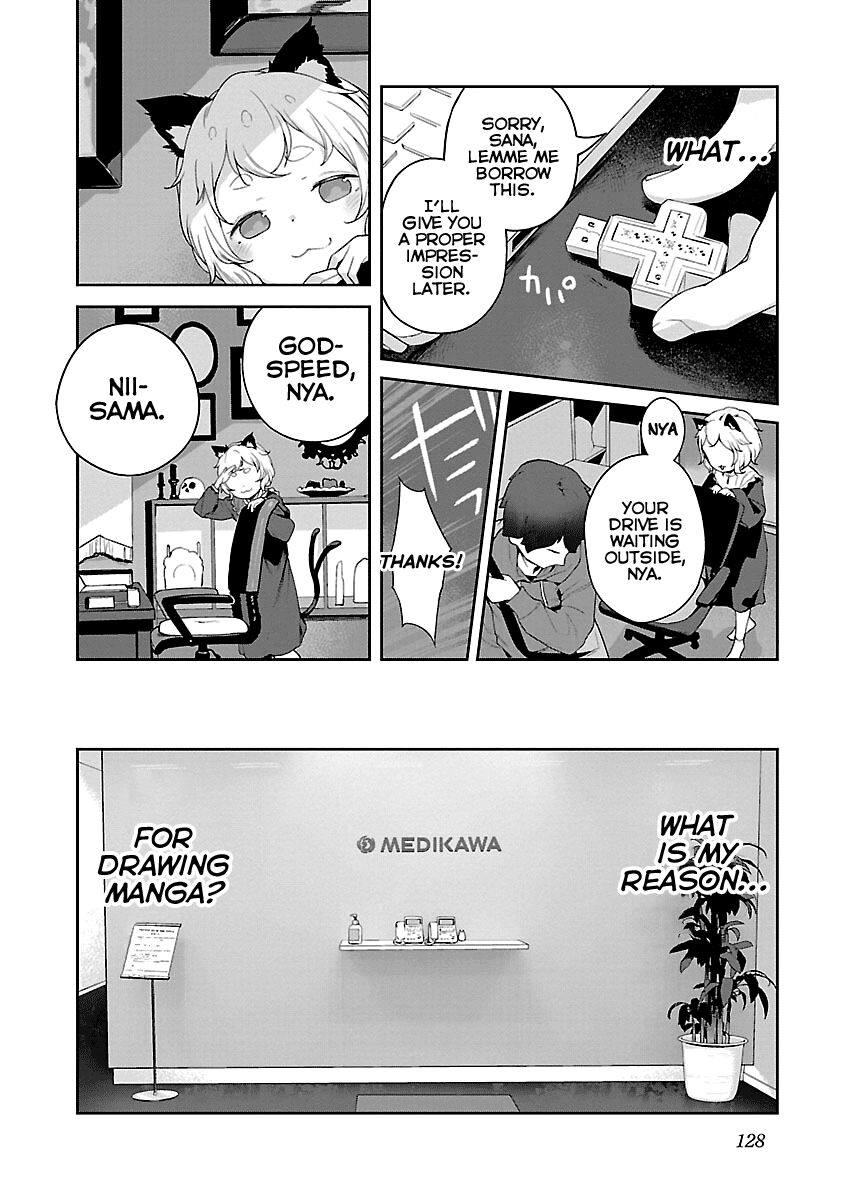 WHAT...
SORRY,
SANA,
LEMME ME
BORROW
THIS.
I'LL
GIVE YOU
A PROPER
IMPRES-
SION
LATER.
カパ
NYA
YOUR
DRIVE IS
WAITING
OUTSIDE,
NYA.
THANKS!
GOD-
SPEED,
NYA.
NII-
SAMA.
WHAT
IS MY
REASON...
FOR
DRAWING
MANGA?
MEDIKAWA
128